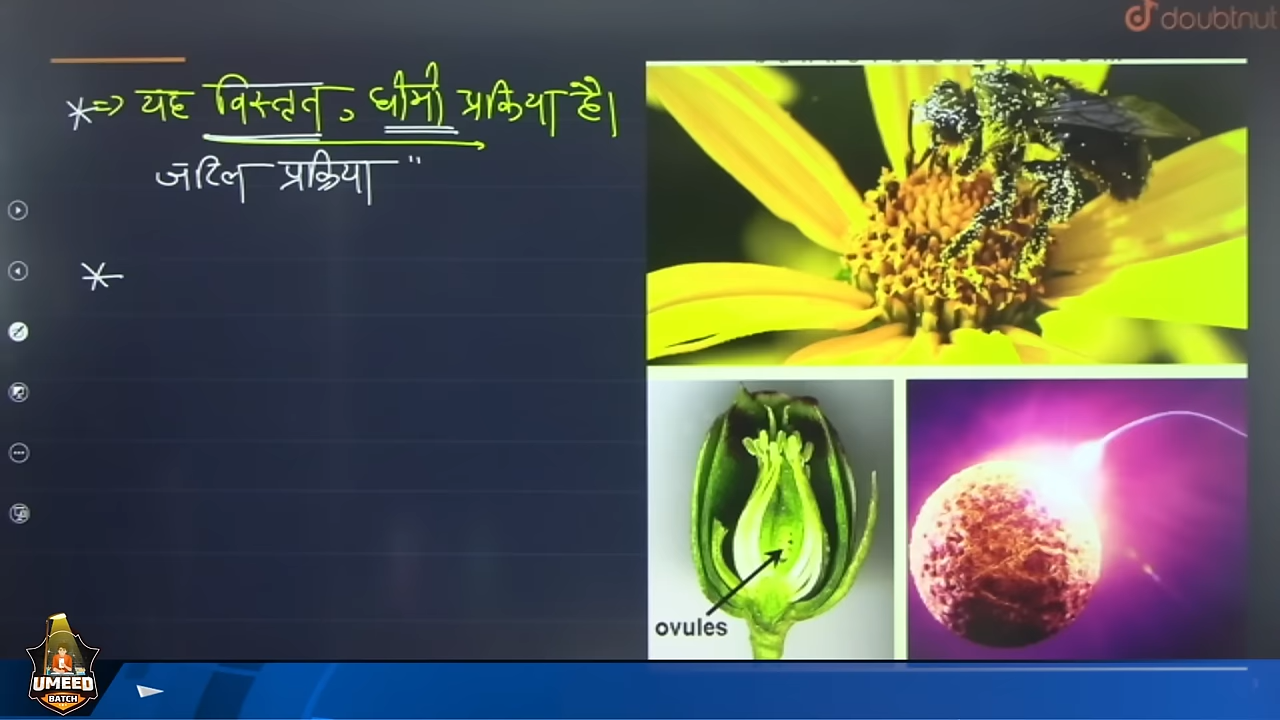 doubtnut
*⇒ यह विस्तृत, धीमी प्रक्रिया है।
जटिल प्रक्रिया"
*
ovules
UMEED
BATCH